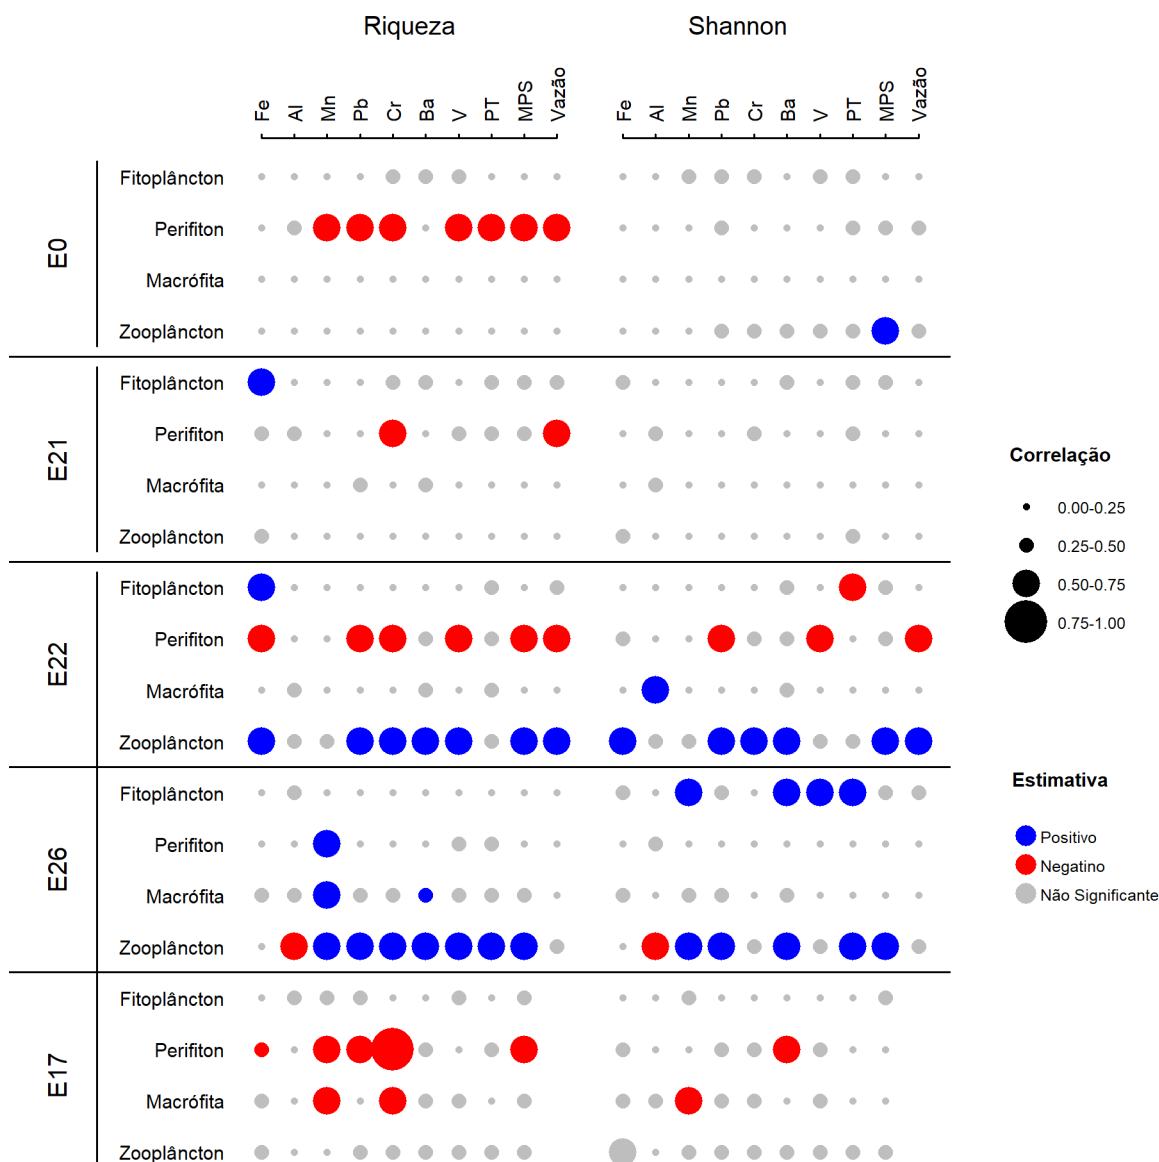 Riqueza Shannon
Fe Al Mn Pb Cr Ba V PT MPS Vazão Fe Al Mn Pb Cr Ba V PT MPS Vazão
E0
Fitoplâncton
Perifiton
Macrófita
Zooplâncton
E21
Fitoplâncton
Perifiton
Macrófita
Zooplâncton
E22
Fitoplâncton
Perifiton
Macrófita
Zooplâncton
E26
Fitoplâncton
Perifiton
Macrófita
Zooplâncton
E17
Fitoplâncton
Perifiton
Macrófita
Zooplâncton
Correlação
0.00-0.25
0.25-0.50
0.50-0.75
0.75-1.00
Estimativa
Positivo
Negatino
Não Significante